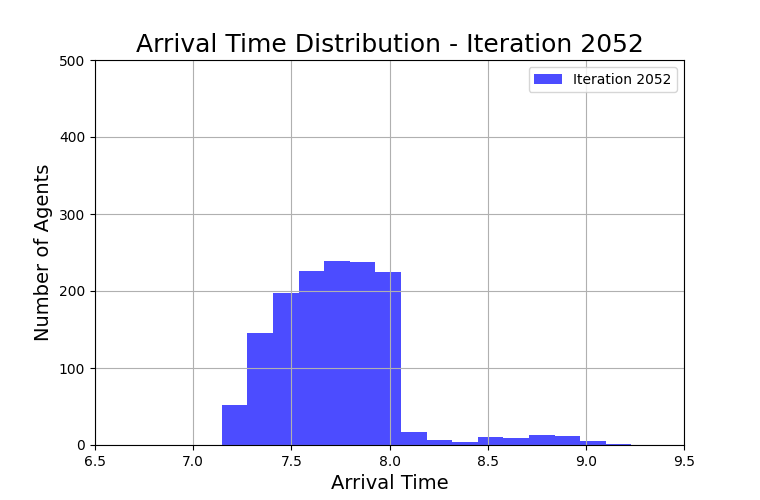 Arrival Time Distribution - Iteration 2052
Iteration 2052
Number of Agents
500
400
300
200
100
0
6.5 7.0 7.5 8.0 8.5 9.0 9.5
Arrival Time